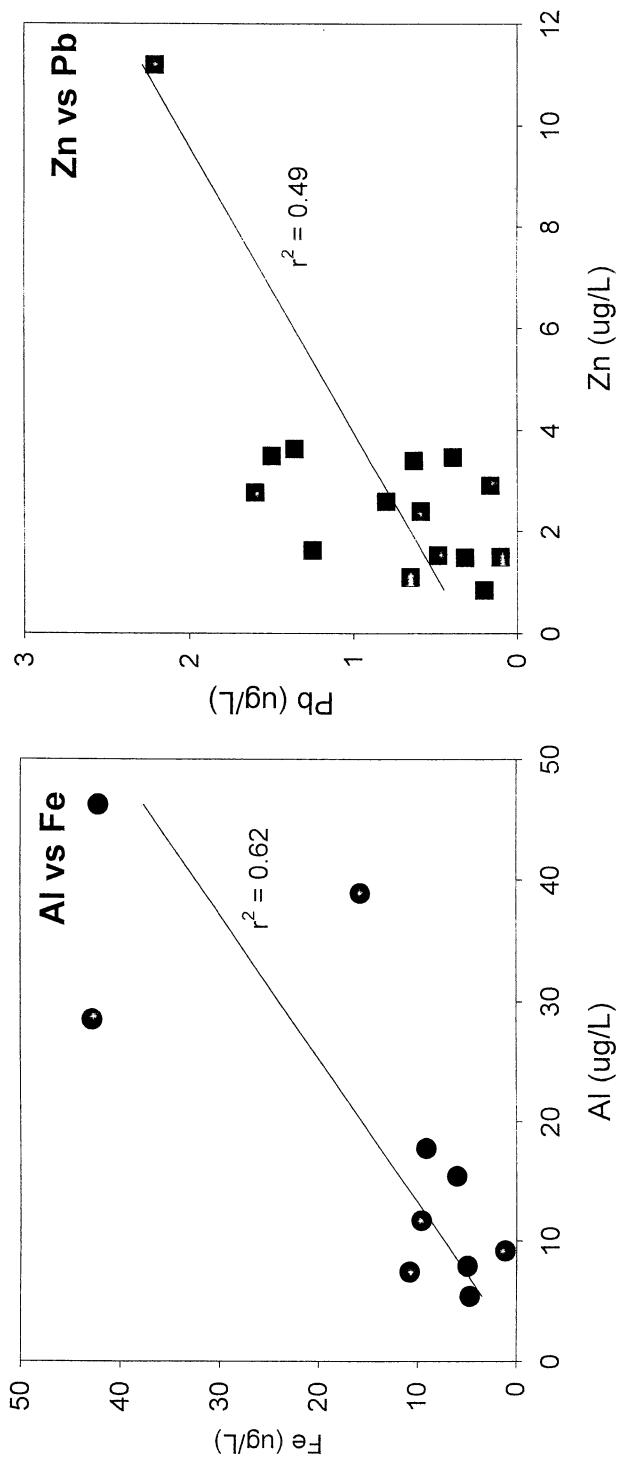 Al vs Fe
r² = 0.62
Fe (ug/L)
50
40
30
20
10
0
0 10 20 30 40 50
Al (ug/L)
Zn vs Pb
r² = 0.49
Pb (ug/L)
3
2
1
0
0 2 4 6 8 10 12
Zn (ug/L)